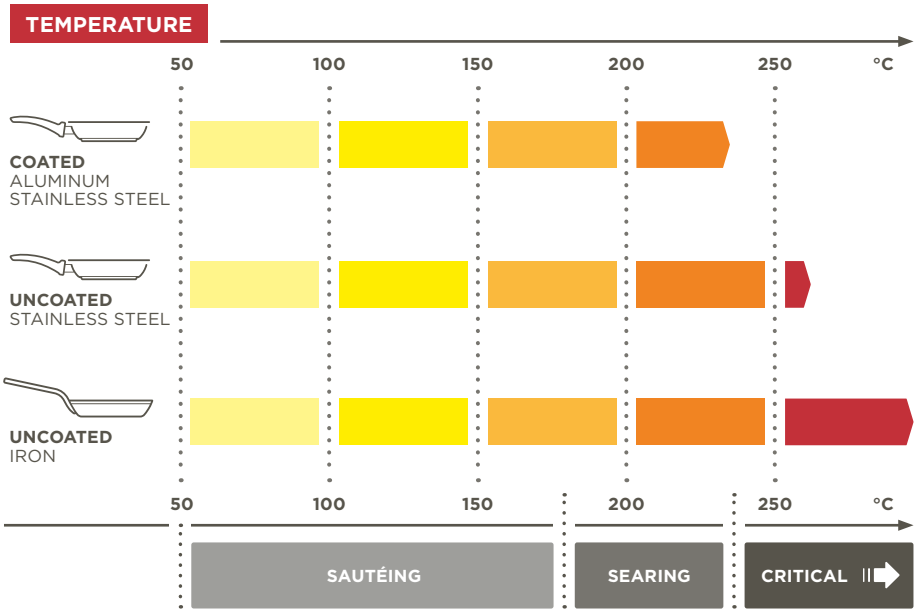 TEMPERATURE
50 100 150 200 250 °C
COATED
ALUMINUM
STAINLESS STEEL
UNCOATED
STAINLESS STEEL
UNCOATED
IRON
50 100 150 200 250 °C
SAUTÉING SEARING CRITICAL